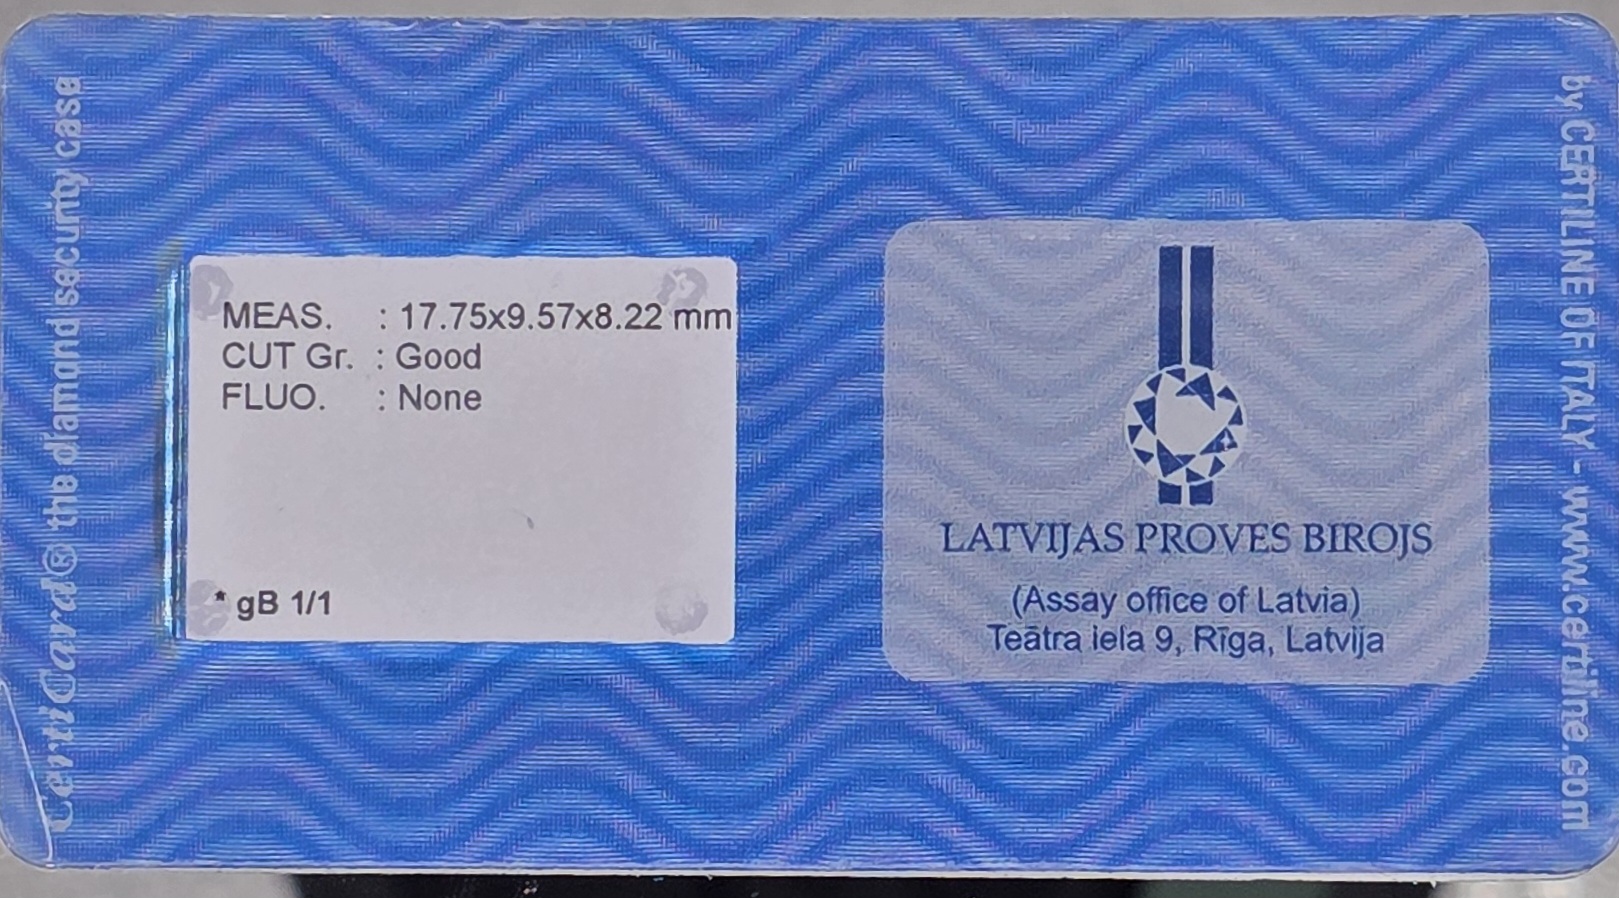 CertiCard® the diamond security case
MEAS. : 17.75x9.57x8.22 mm
CUT Gr. : Good
FLUO. : None
* gB 1/1
LATVIJAS PROVES BIROJS
(Assay office of Latvia)
Teātra iela 9, Rīga, Latvija
by CERTILINE OF ITALY - www.certiline.com